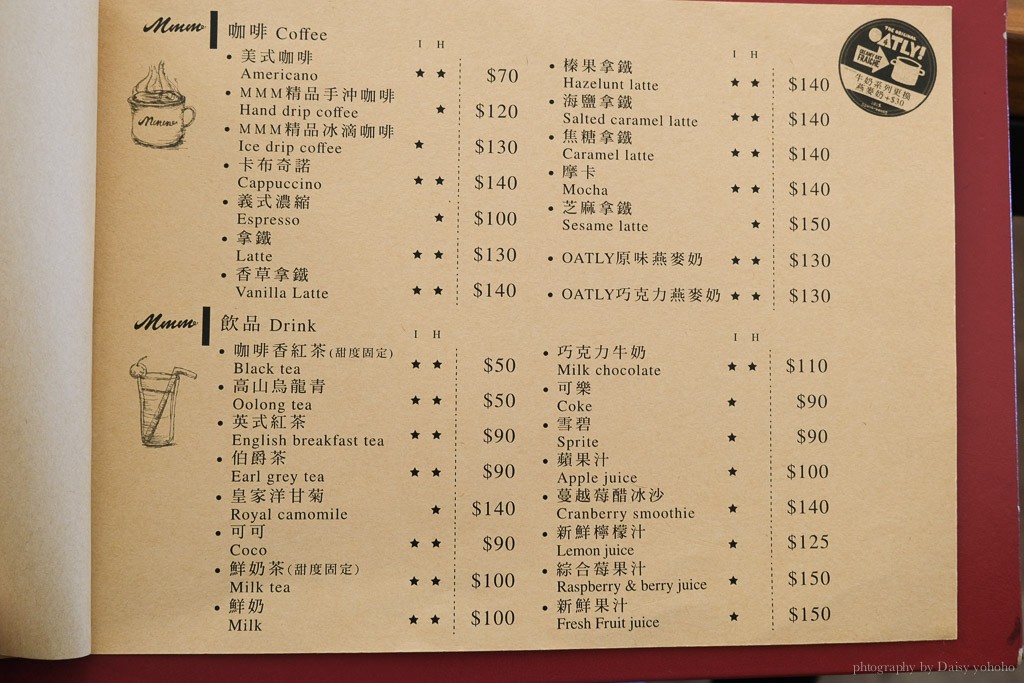 Mmm 咖啡 Coffee
I H
美式咖啡
Americano ★ ★ $70
MMM精品手沖咖啡
Hand drip coffee ★ $120
MMM精品冰滴咖啡
Ice drip coffee ★ $130
卡布奇諾
Cappuccino ★ ★ $140
義式濃縮
Espresso ★ $100
拿鐵
Latte ★ ★ $130
香草拿鐵
Vanilla Latte ★ ★ $140
I H
榛果拿鐵
Hazelunt latte ★ ★ $140
海鹽拿鐵
Salted caramel latte ★ ★ $140
焦糖拿鐵
Caramel latte ★ ★ $140
摩卡
Mocha ★ ★ $140
芝麻拿鐵
Sesame latte ★ $150
OATLY原味燕麥奶 ★ ★ $130
OATLY巧克力燕麥奶 ★ ★ $130
THE ORIGINAL
OATLY!
牛奶系列更換
燕麥奶+$30
Mmm 飲品 Drink
I H
咖啡香紅茶(甜度固定)
Black tea ★ ★ $50
高山烏龍青
Oolong tea ★ ★ $50
英式紅茶
English breakfast tea ★ ★ $90
伯爵茶
Earl grey tea ★ ★ $90
皇家洋甘菊
Royal camomile ★ $140
可可
Coco ★ ★ $90
鮮奶茶(甜度固定)
Milk tea ★ ★ $100
鮮奶
Milk ★ ★ $100
I H
巧克力牛奶
Milk chocolate ★ ★ $110
可樂
Coke ★ $90
雪碧
Sprite ★ $90
蘋果汁
Apple juice ★ $100
蔓越莓醋冰沙
Cranberry smoothie ★ $140
新鮮檸檬汁
Lemon juice ★ $125
綜合莓果汁
Raspberry & berry juice ★ $150
新鮮果汁
Fresh Fruit juice ★ $150
phtography by Daisy yohoho